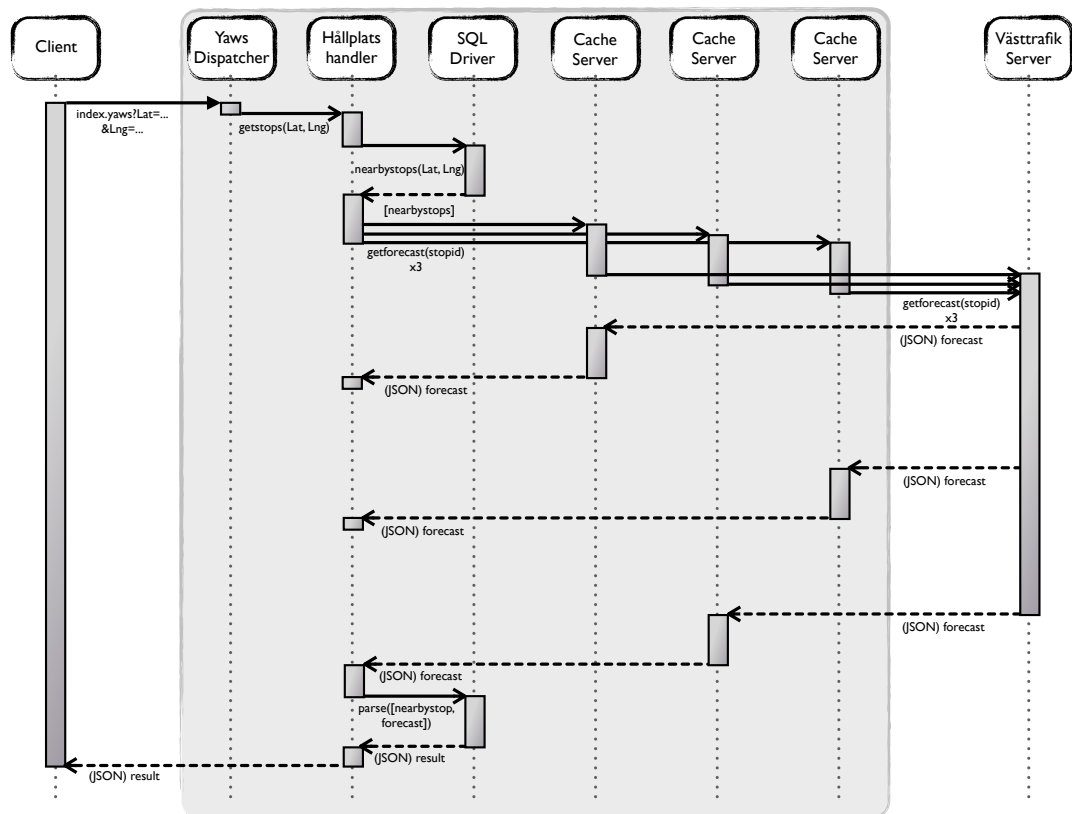 Client
Yaws
Dispatcher
Hållplats
handler
SQL
Driver
Cache
Server
Cache
Server
Cache
Server
Västtrafik
Server
index.yaws?Lat=...
&Lng=...
getstops(Lat, Lng)
nearbystops(Lat, Lng)
[nearbystops]
getforecast(stopid)
x3
getforecast(stopid)
x3
(JSON) forecast
(JSON) forecast
(JSON) forecast
(JSON) forecast
(JSON) forecast
(JSON) forecast
parse([nearbystop,
forecast])
(JSON) result
(JSON) result